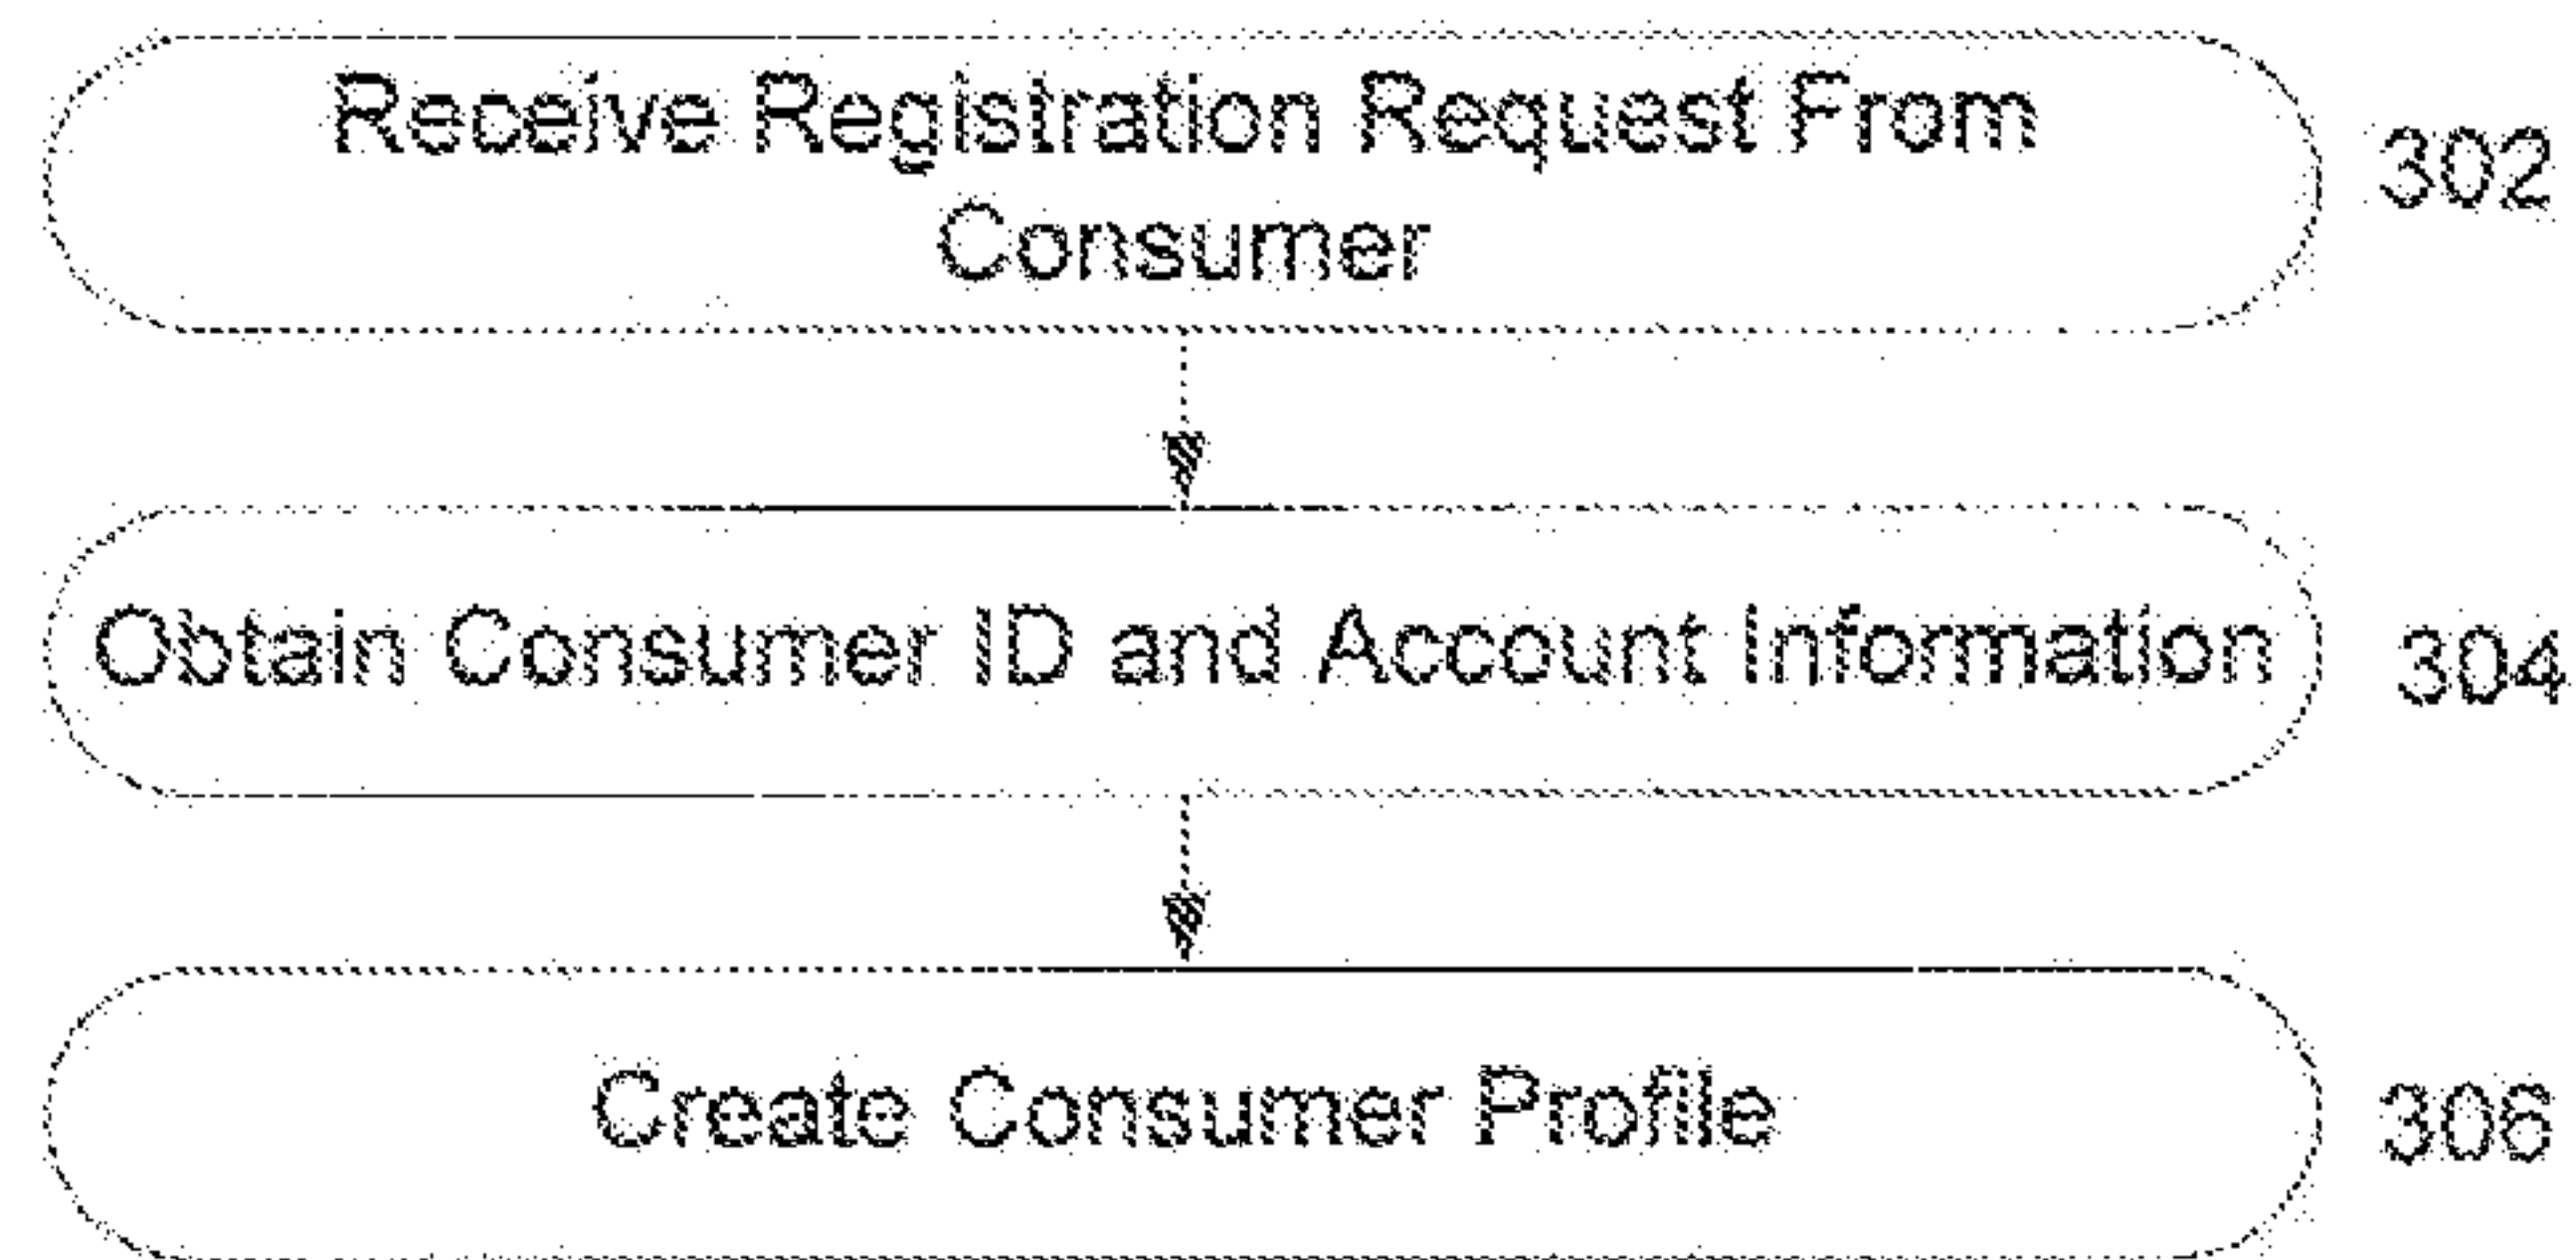 Receive Registration Request From
Consumer
302
Obtain Consumer ID and Account Information
304
Create Consumer Profile
306